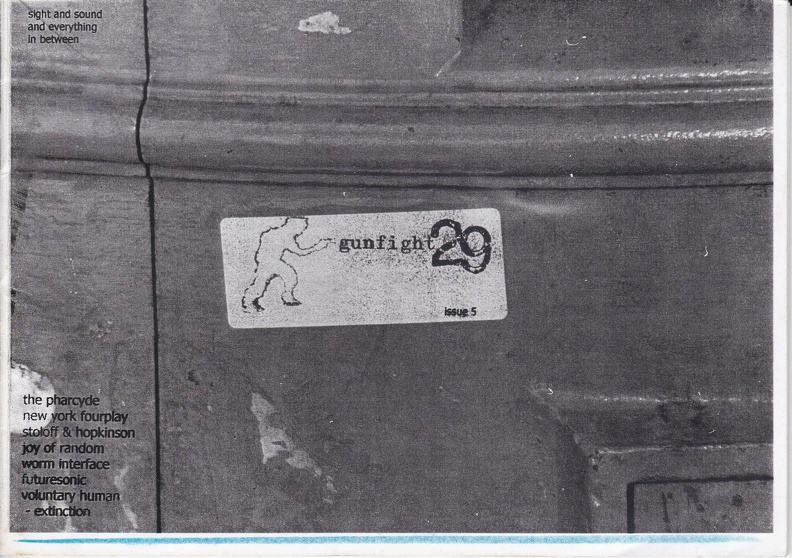 sight and sound
and everything
in between
gunfight 29
issue 5
the pharcyde
new york fourplay
stoloff & hopkinson
joy of random
worm interface
futuresonic
voluntary human
- extinction